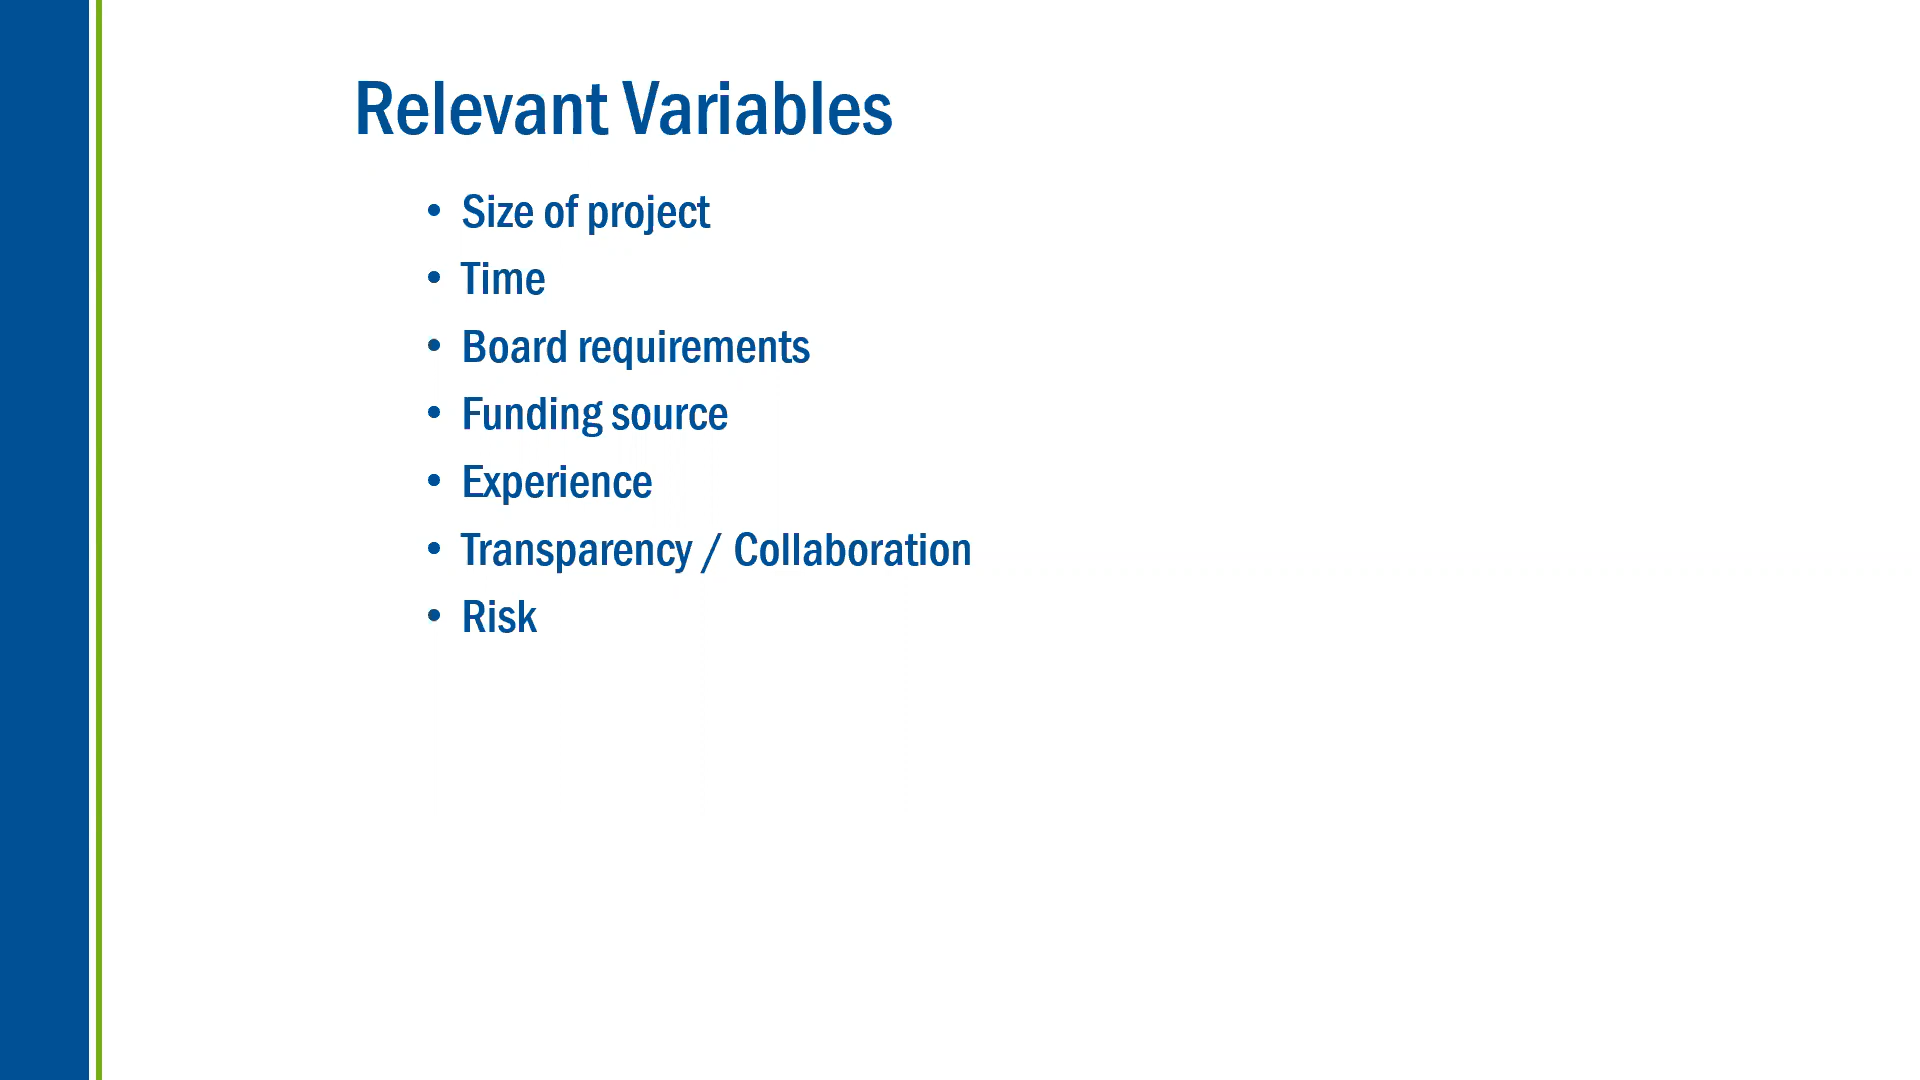 Relevant Variables
• Size of project
• Time
• Board requirements
• Funding source
• Experience
• Transparency / Collaboration
• Risk